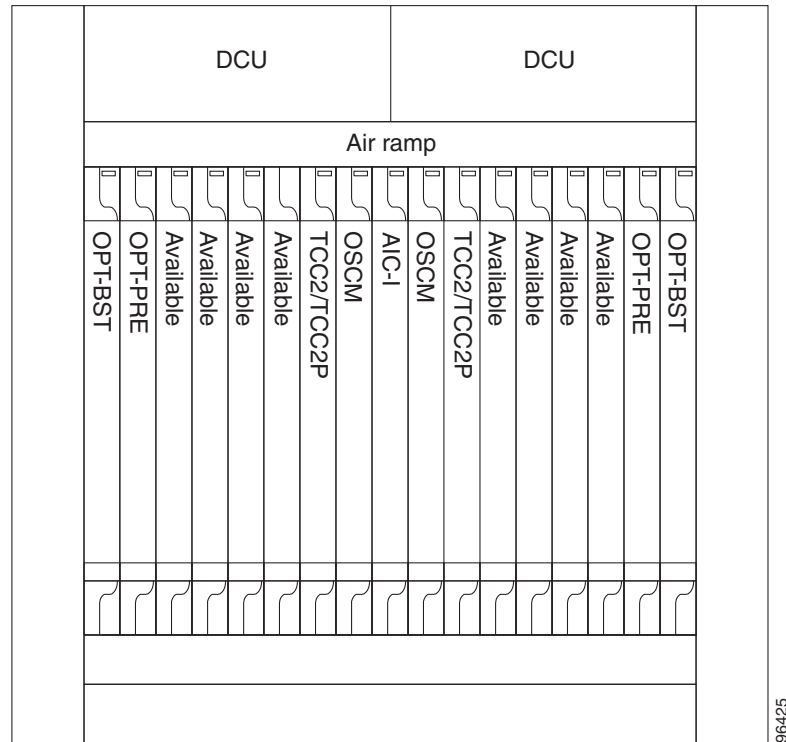 DCU
DCU
Air ramp
OPT-BST
OPT-PRE
Available
Available
Available
Available
TCC2/TCC2P
OSCM
AIC-I
OSCM
TCC2/TCC2P
Available
Available
Available
Available
OPT-PRE
OPT-BST
96425